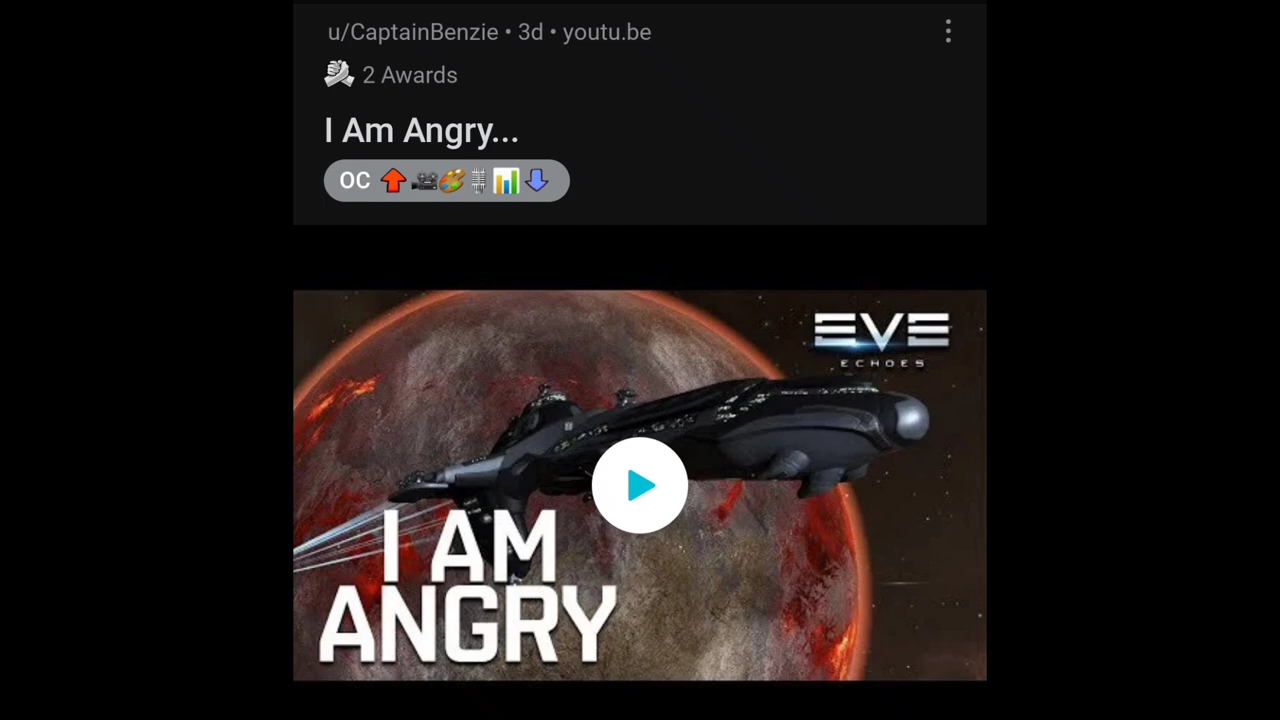 u/CaptainBenzie • 3d • youtu.be
2 Awards
I Am Angry...
OC
EVE
ECHOES
I AM
ANGRY